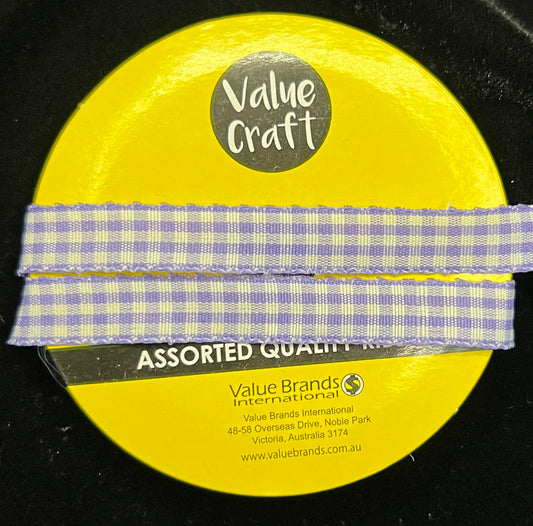 Value
Craft
ASSORTED QUALITY
Value Brands
International
Value Brands International
48-58 Overseas Drive, Noble Park
Victoria, Australia 3174
www.valuebrands.com.au